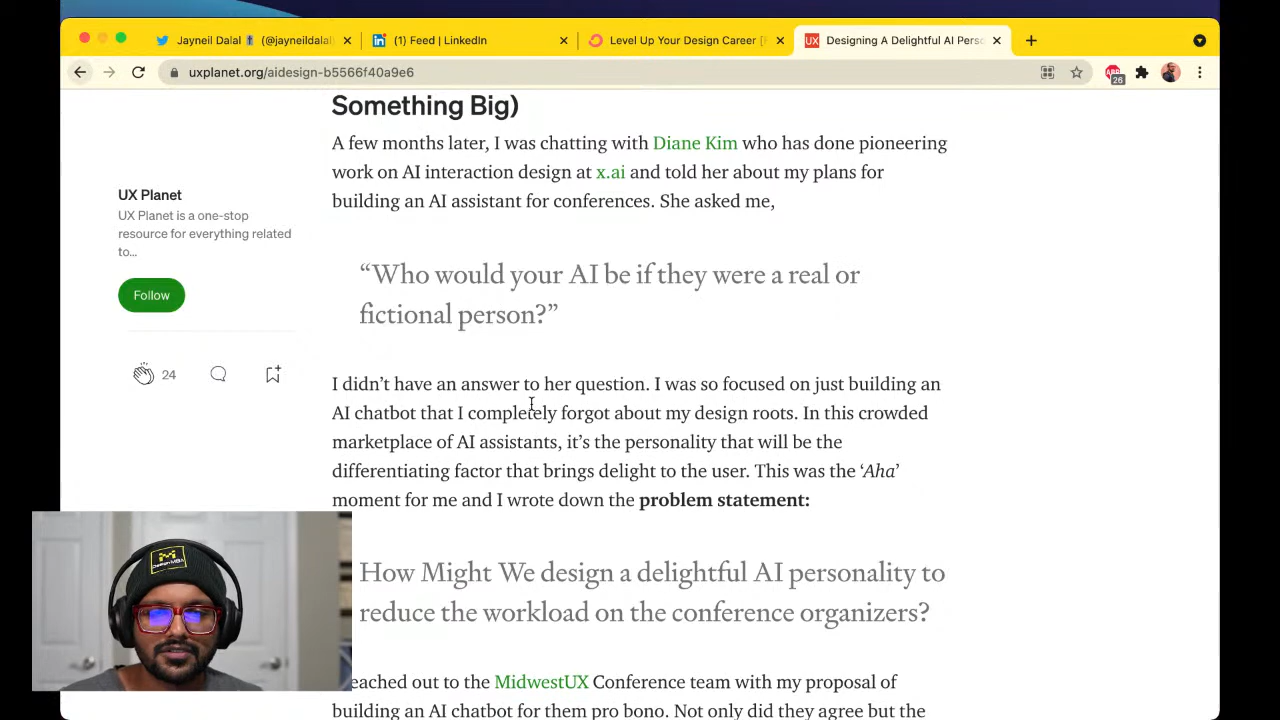 Jayneil Dalal (@jayneildalal
(1) Feed | LinkedIn
Level Up Your Design Career [
Designing A Delightful AI Perso
uxplanet.org/aidesign-b5566f40a9e6
26
Something Big)
A few months later, I was chatting with Diane Kim who has done pioneering
work on AI interaction design at x.ai and told her about my plans for
building an AI assistant for conferences. She asked me,
UX Planet
UX Planet is a one-stop
resource for everything related
to...
Follow
24
“Who would your AI be if they were a real or
fictional person?”
I didn’t have an answer to her question. I was so focused on just building an
AI chatbot that I completely forgot about my design roots. In this crowded
marketplace of AI assistants, it’s the personality that will be the
differentiating factor that brings delight to the user. This was the ‘Aha’
moment for me and I wrote down the problem statement:
How Might We design a delightful AI personality to
reduce the workload on the conference organizers?
eached out to the MidwestUX Conference team with my proposal of
building an AI chatbot for them pro bono. Not only did they agree but the